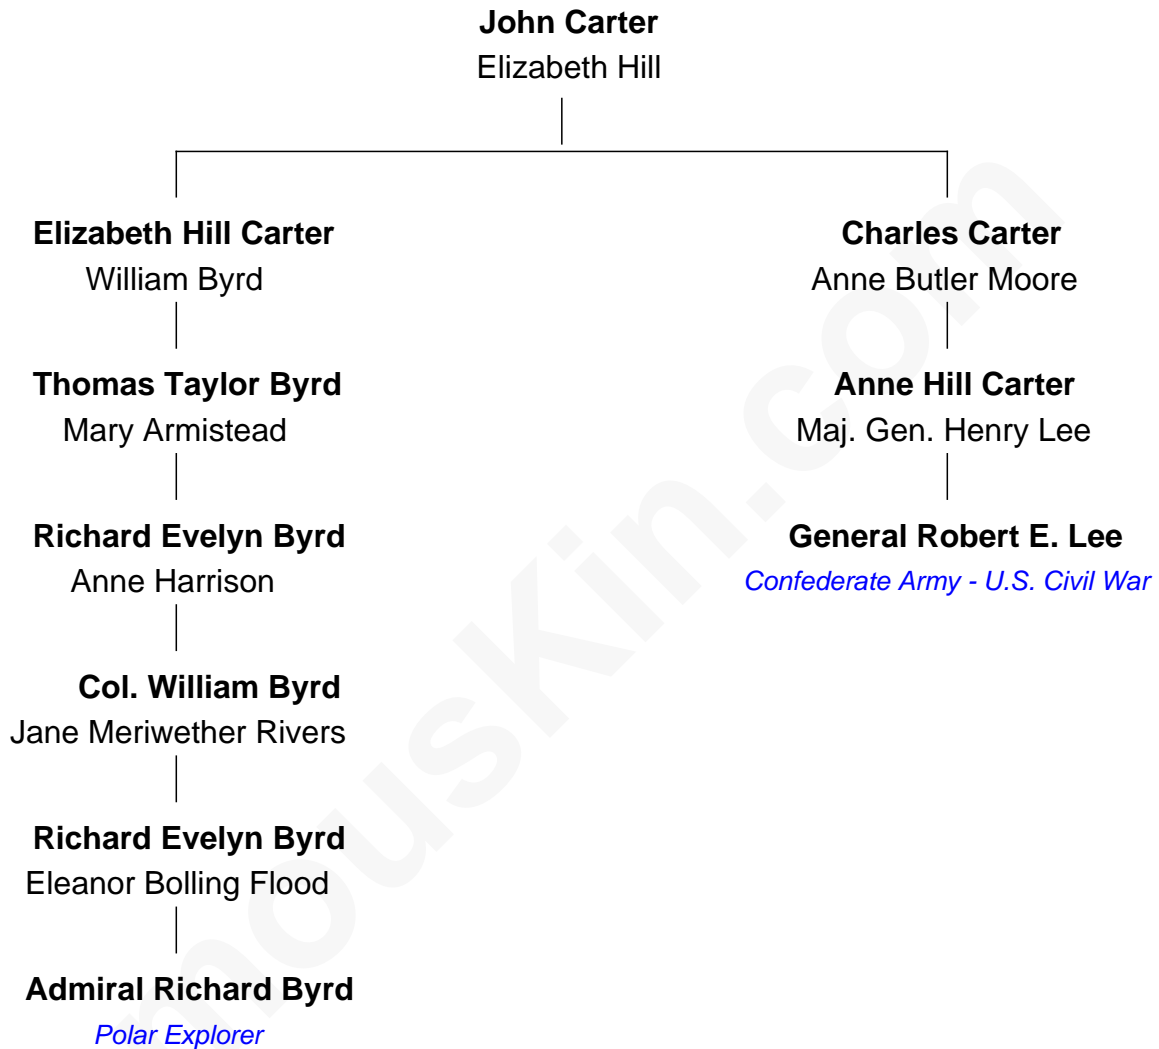 John Carter
Elizabeth Hill
Elizabeth Hill Carter
William Byrd
Charles Carter
Anne Butler Moore
Thomas Taylor Byrd
Mary Armistead
Anne Hill Carter
Maj. Gen. Henry Lee
Richard Evelyn Byrd
Anne Harrison
General Robert E. Lee
Confederate Army - U.S. Civil War
Col. William Byrd
Jane Meriwether Rivers
Richard Evelyn Byrd
Eleanor Bolling Flood
Admiral Richard Byrd
Polar Explorer
mousKin.com